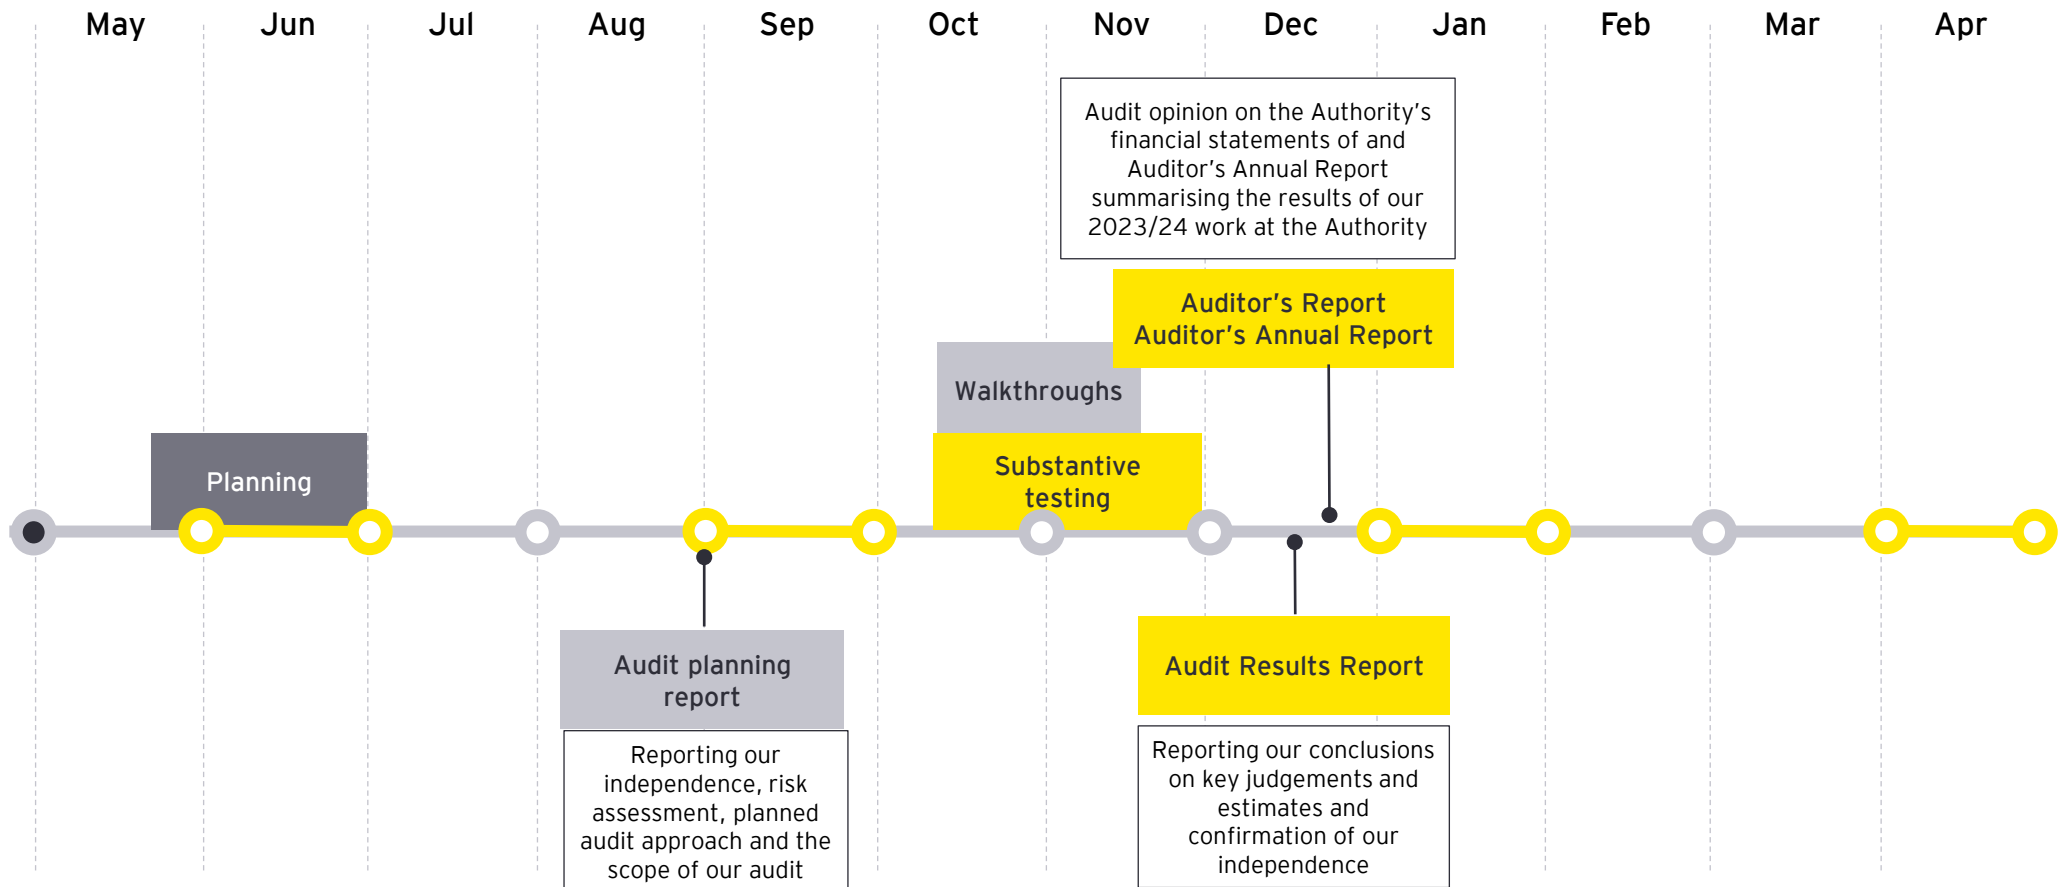 May Jun Jul Aug Sep Oct Nov Dec Jan Feb Mar Apr
Audit opinion on the Authority's
financial statements of and
Auditor's Annual Report
summarising the results of our
2023/24 work at the Authority
Auditor's Report
Auditor's Annual Report
Walkthroughs
Substantive
testing
Planning
Audit planning
report
Reporting our
independence, risk
assessment, planned
audit approach and the
scope of our audit
Audit Results Report
Reporting our conclusions
on key judgements and
estimates and
confirmation of our
independence